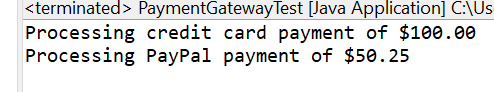 <terminated> PaymentGatewayTest [Java Application] C:\Us
Processing credit card payment of $100.00
Processing PayPal payment of $50.25